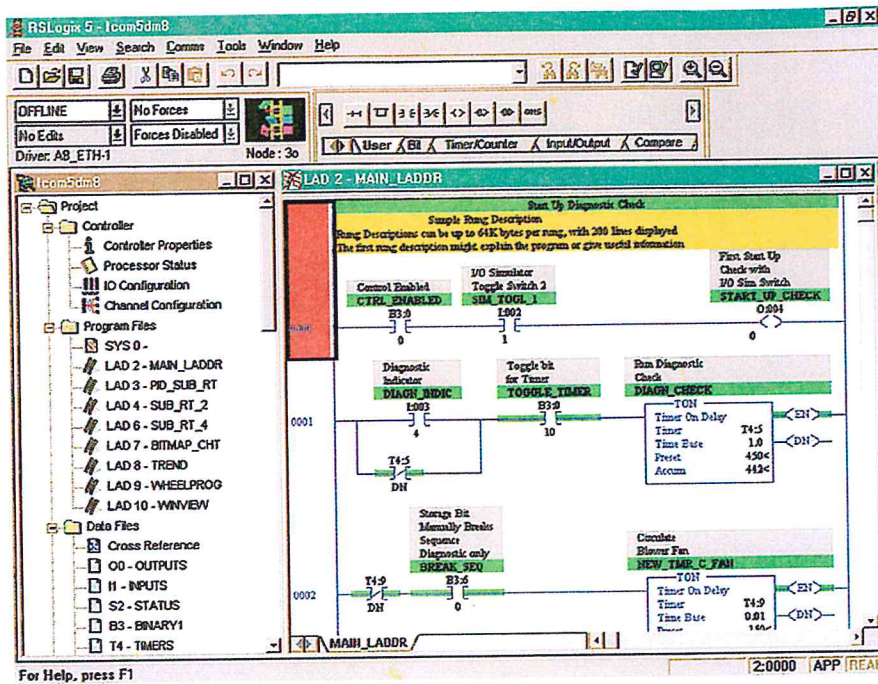 RSLogix 5 - Icom5dm8
File Edit View Search Comms Tools Window Help
OFFLINE No Forces
No Edits Forces Disabled
Driver: AB_ETH-1 Node : 3o
User Bit Timer/Counter Input/Output Compare
Icom5dm8
Project
Controller
Controller Properties
Processor Status
IO Configuration
Channel Configuration
Program Files
SYS 0 -
LAD 2 - MAIN_LADDR
LAD 3 - PID_SUB_RT
LAD 4 - SUB_RT_2
LAD 6 - SUB_RT_4
LAD 7 - BITMAP_CHT
LAD 8 - TREND
LAD 9 - WHEELPROG
LAD 10 - WINVIEW
Data Files
Cross Reference
O0 - OUTPUTS
I1 - INPUTS
S2 - STATUS
B3 - BINARY1
T4 - TIMERS
LAD 2 - MAIN_LADDR
Start Up Diagnostic Check
Sample Rung Description
Rung Descriptions can be up to 64K bytes per rung, with 200 lines displayed
The first rung description might explain the program or give useful information
Control Enabled
CTRL_ENABLED
B3:0
0
I/O Simulator
Toggle Switch 2
SIM_TOGL_1
I:002
1
First Start Up
Check with
I/O Sim Switch
START_UP_CHECK
O:004
0
0001
Diagnostic
Indicator
DIAGN_INDIC
I:003
4
T4:5
DN
Toggle bit
for Timer
TOGGLE_TIMER
B3:0
10
Run Diagnostic
Check
DIAGN_CHECK
TON
Timer On Delay
Timer T4:5
Time Base 1.0
Preset 450<
Accum 442<
EN
DN
0002
T4:9
DN
Storage Bit
Manually Breaks
Sequence
Diagnostic only
BREAK_SEQ
B3:6
0
Circulate
Blower Fan
NEW_TMR_C_FAN
TON
Timer On Delay
Timer T4:9
Time Base 0.01
EN
DN
MAIN_LADDR
For Help, press F1
2:0000 APP READ